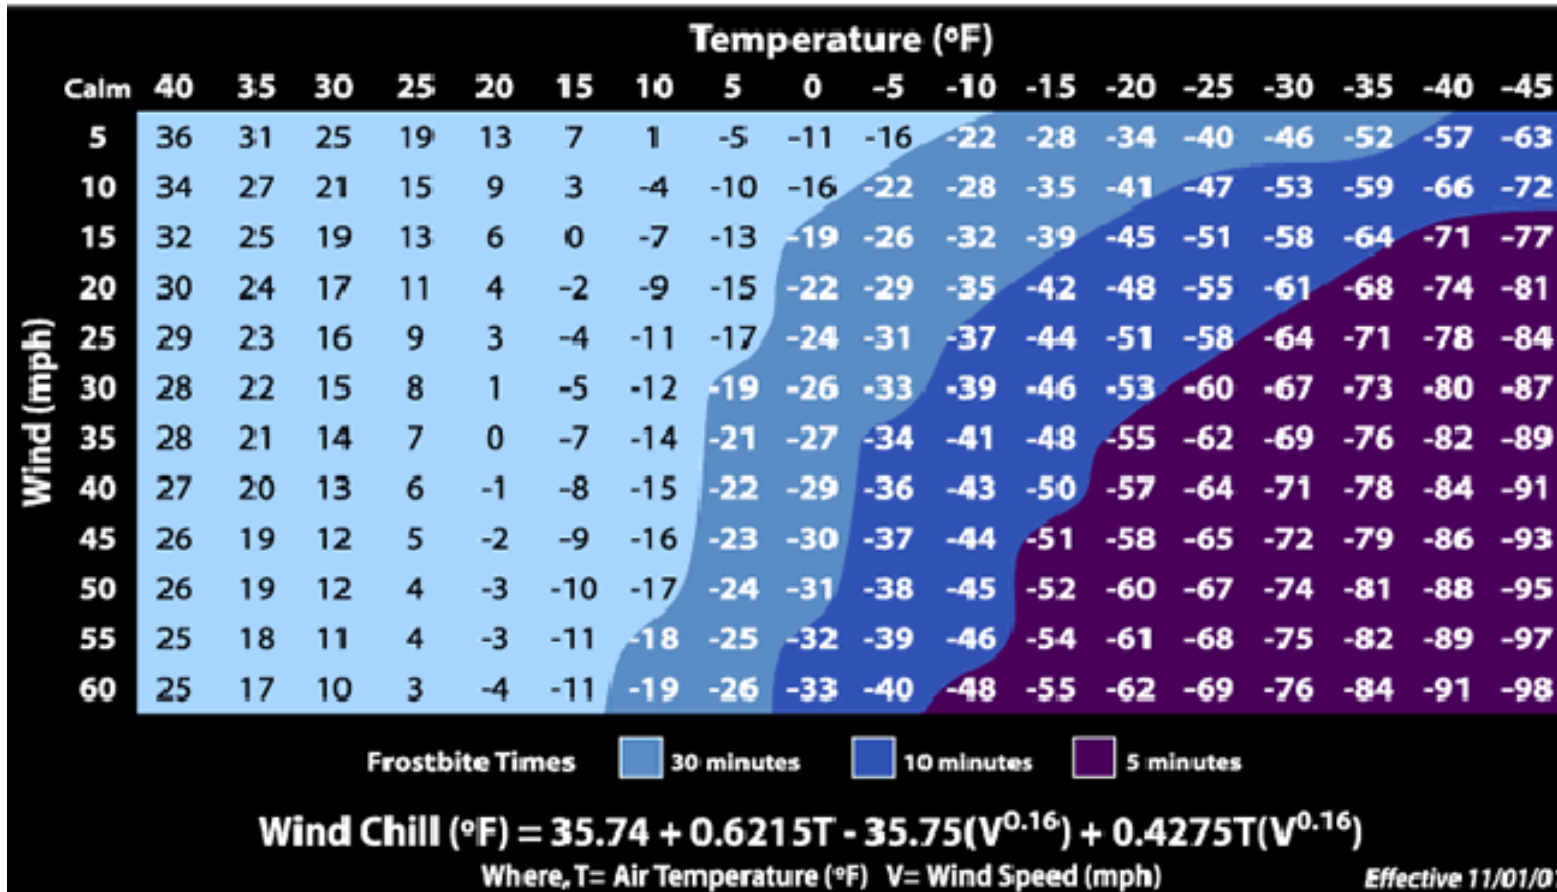 Temperature (ºF)
Calm 40 35 30 25 20 15 10 5 0 -5 -10 -15 -20 -25 -30 -35 -40 -45
5 36 31 25 19 13 7 1 -5 -11 -16 -22 -28 -34 -40 -46 -52 -57 -63
10 34 27 21 15 9 3 -4 -10 -16 -22 -28 -35 -41 -47 -53 -59 -66 -72
15 32 25 19 13 6 0 -7 -13 -19 -26 -32 -39 -45 -51 -58 -64 -71 -77
20 30 24 17 11 4 -2 -9 -15 -22 -29 -35 -42 -48 -55 -61 -68 -74 -81
25 29 23 16 9 3 -4 -11 -17 -24 -31 -37 -44 -51 -58 -64 -71 -78 -84
30 28 22 15 8 1 -5 -12 -19 -26 -33 -39 -46 -53 -60 -67 -73 -80 -87
35 28 21 14 7 0 -7 -14 -21 -27 -34 -41 -48 -55 -62 -69 -76 -82 -89
40 27 20 13 6 -1 -8 -15 -22 -29 -36 -43 -50 -57 -64 -71 -78 -84 -91
45 26 19 12 5 -2 -9 -16 -23 -30 -37 -44 -51 -58 -65 -72 -79 -86 -93
50 26 19 12 4 -3 -10 -17 -24 -31 -38 -45 -52 -60 -67 -74 -81 -88 -95
55 25 18 11 4 -3 -11 -18 -25 -32 -39 -46 -54 -61 -68 -75 -82 -89 -97
60 25 17 10 3 -4 -11 -19 -26 -33 -40 -48 -55 -62 -69 -76 -84 -91 -98
Wind (mph)
Frostbite Times 30 minutes 10 minutes 5 minutes
Wind Chill (ºF) = 35.74 + 0.6215T - 35.75(V^0.16) + 0.4275T(V^0.16)
Where, T= Air Temperature (ºF) V= Wind Speed (mph)
Effective 11/01/0